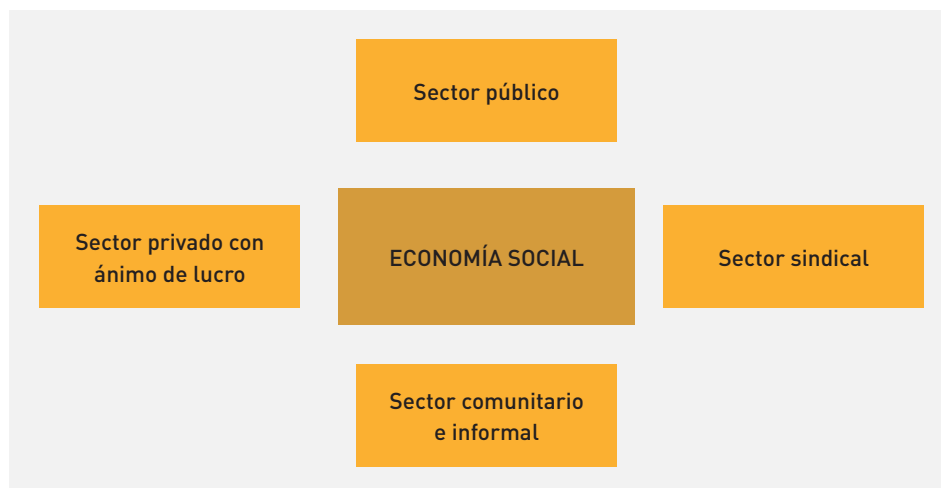 Sector público
Sector privado con
ánimo de lucro
ECONOMÍA SOCIAL
Sector sindical
Sector comunitario
e informal